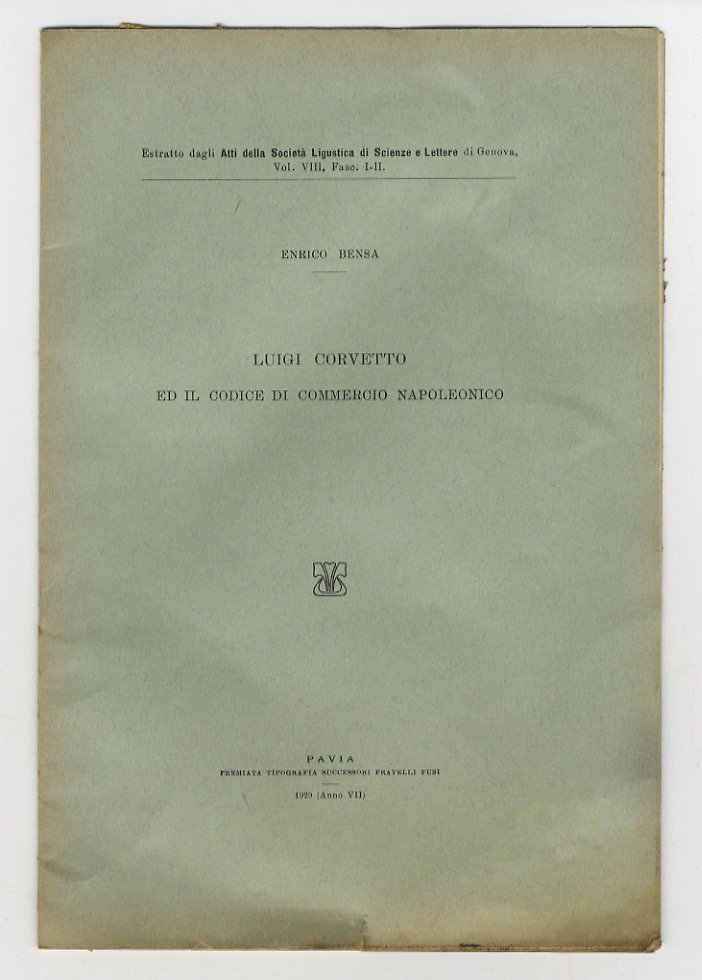 Estratto dagli Atti della Società Ligustica di Scienze e Lettere di Genova,
Vol. VIII, Fasc. I-II.
ENRICO BENSA
LUIGI CORVETTO
ED IL CODICE DI COMMERCIO NAPOLEONICO
PAVIA
PREMIATA TIPOGRAFIA SUCCESSORI FRATELLI FUSI
1929 (Anno VII)